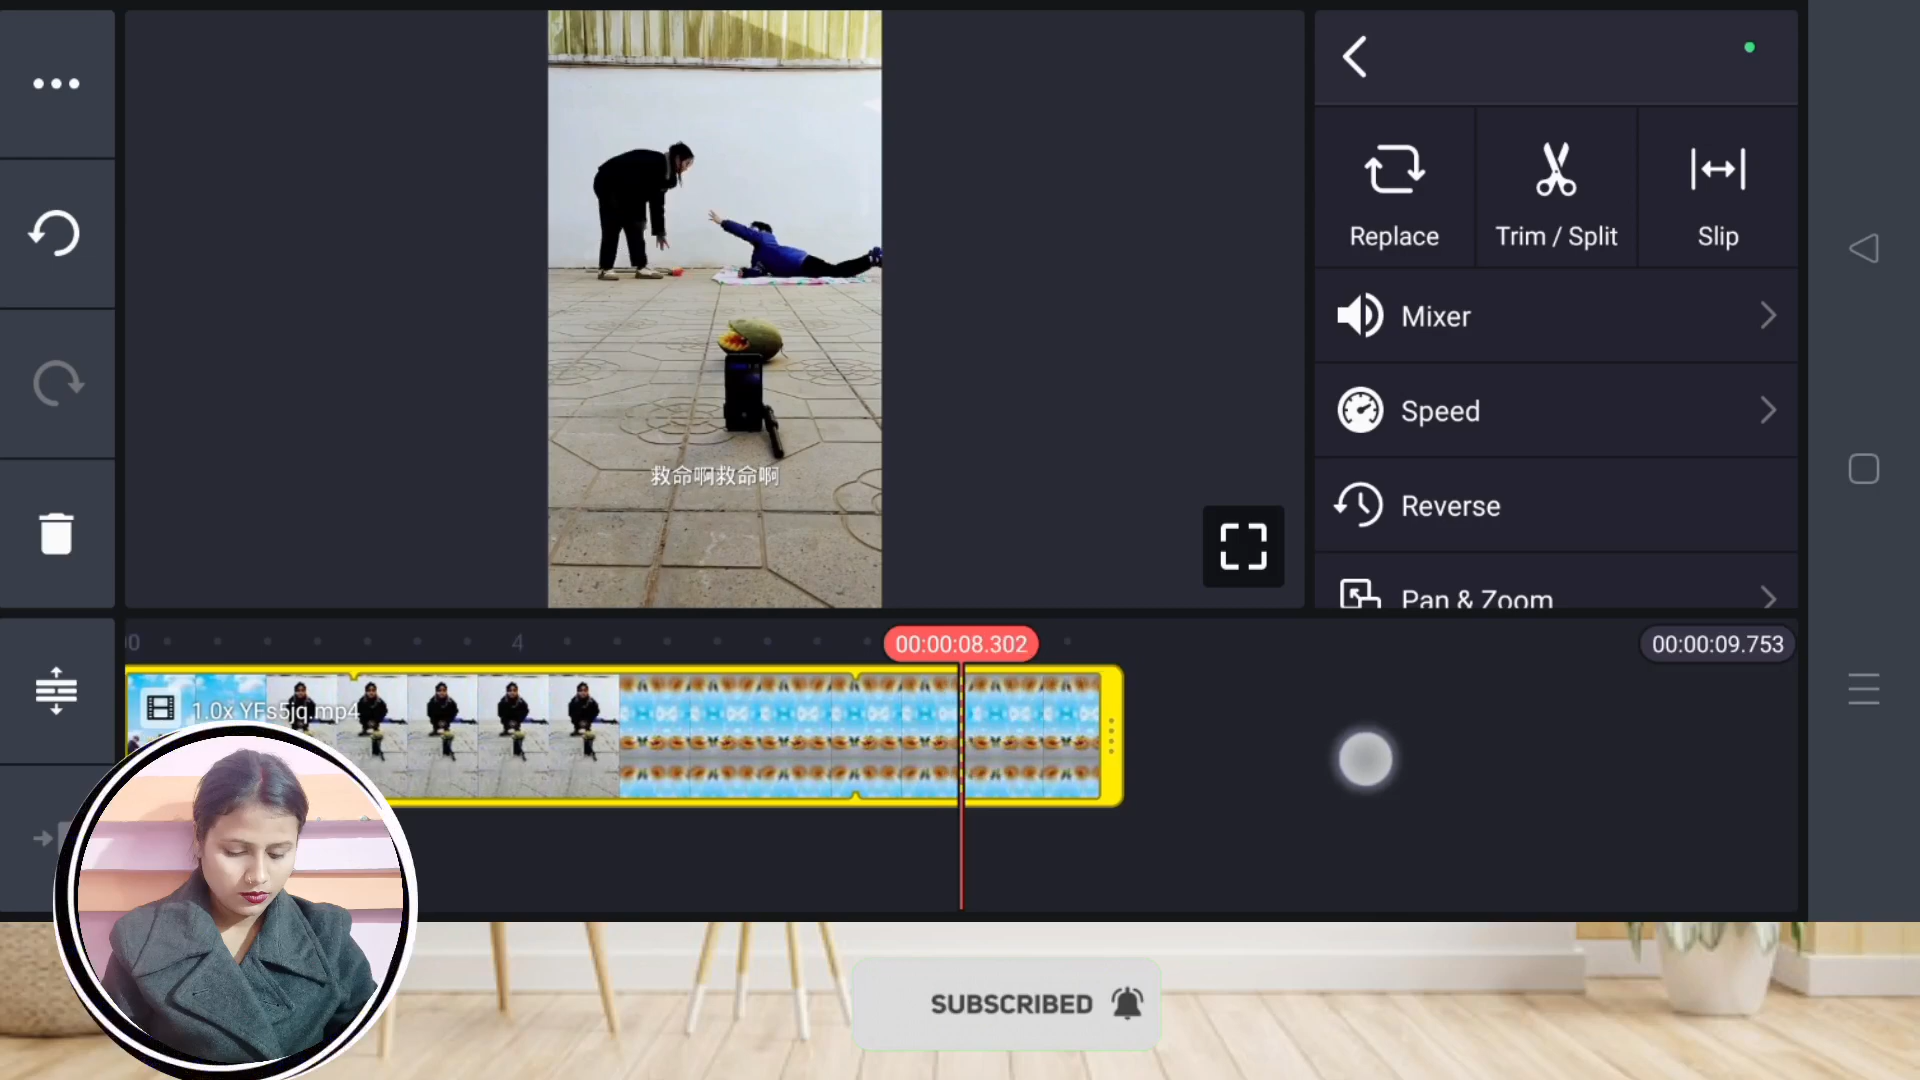 Replace
Trim / Split
Slip
Mixer
Speed
Reverse
Pan & Zoom
救命啊救命啊
4
00:00:08.302
00:00:09.753
1.0x YFs5jq.mp4
SUBSCRIBED